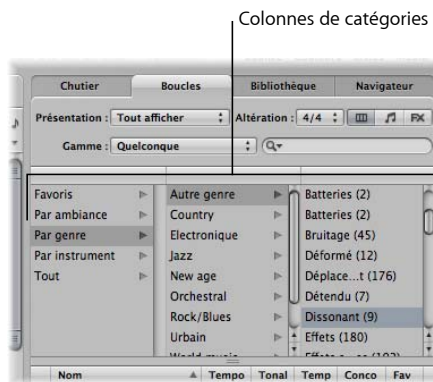 Colonnes de catégories
Chutier Boucles Bibliothèque Navigateur
Présentation : Tout afficher Altération : 4/4 FX
Gamme : Quelconque
Favoris Autre genre Batteries (2)
Par ambiance Country Batteries (2)
Par genre Electronique Bruitage (45)
Par instrument Jazz Déformé (12)
Tout New age Déplace...t (176)
Orchestral Détendu (7)
Rock/Blues Dissonant (9)
Urbain Effets (180)
Nom Tempo Tonal Temp Conco Fav